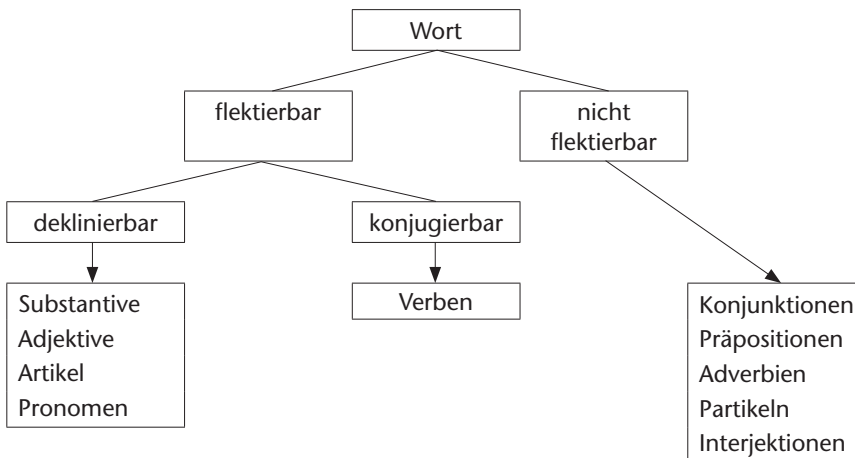 Wort
flektierbar
nicht
flektierbar
deklinierbar
konjugierbar
Substantive
Adjektive
Artikel
Pronomen
Verben
Konjunktionen
Präpositionen
Adverbien
Partikeln
Interjektionen